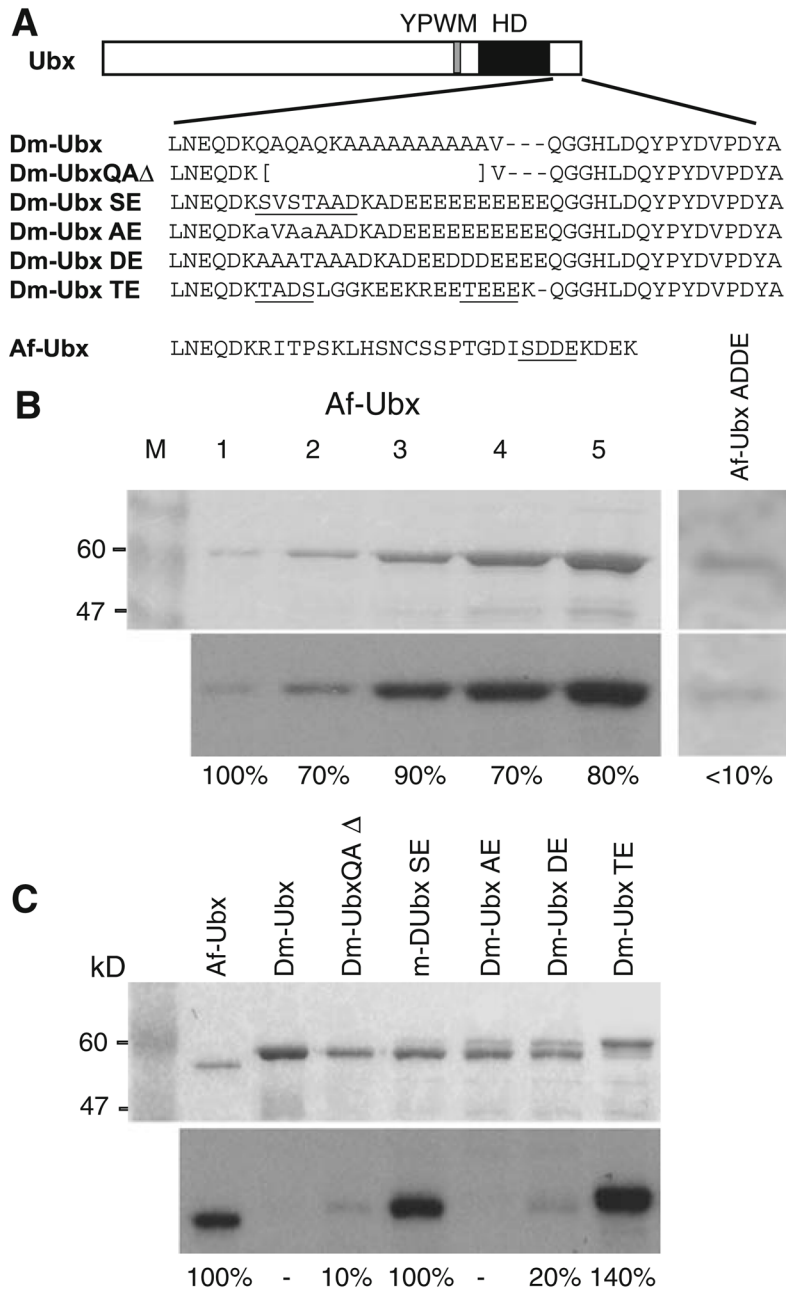 A
YPWM HD
Ubx
Dm-Ubx LNEQDKQAQAQKAAAAAAAAAAAV---QGGHLDQYPYDVPDYA
Dm-UbxQAΔ LNEQDK[ ]V---QGGHLDQYPYDVPDYA
Dm-Ubx SE LNEQDKSVSTAADKADEEEEEEEEEEEQGGHLDQYPYDVPDYA
Dm-Ubx AE LNEQDKaVAaAADKADEEEEEEEEEEEQGGHLDQYPYDVPDYA
Dm-Ubx DE LNEQDKAAATAAADKADEEDDDEEEEEQGGHLDQYPYDVPDYA
Dm-Ubx TE LNEQDKTADSLGGKEEKREETEEEK-QGGHLDQYPYDVPDYA
Af-Ubx LNEQDKRITPSKLHSNCSSPTGDISDDEKDEK
B
Af-Ubx
Af-Ubx ADDE
M 1 2 3 4 5
60
47
100% 70% 90% 70% 80% <10%
C
kD
Af-Ubx
Dm-Ubx
Dm-UbxQA Δ
m-DUbx SE
Dm-Ubx AE
Dm-Ubx DE
Dm-Ubx TE
60
47
100% - 10% 100% - 20% 140%